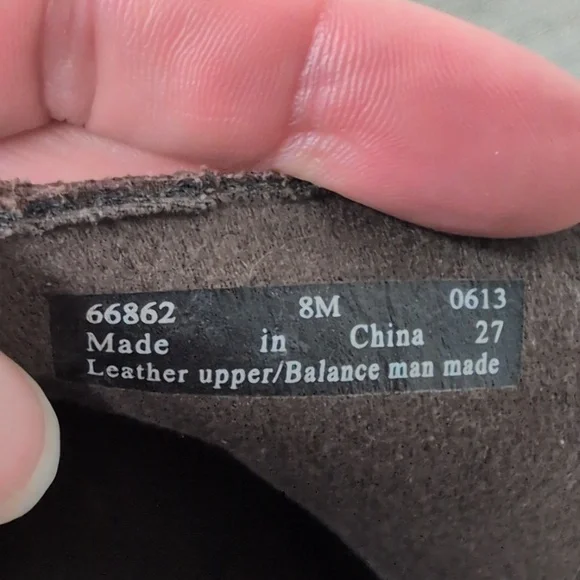 66862 8M 0613
Made in China 27
Leather upper/Balance man made